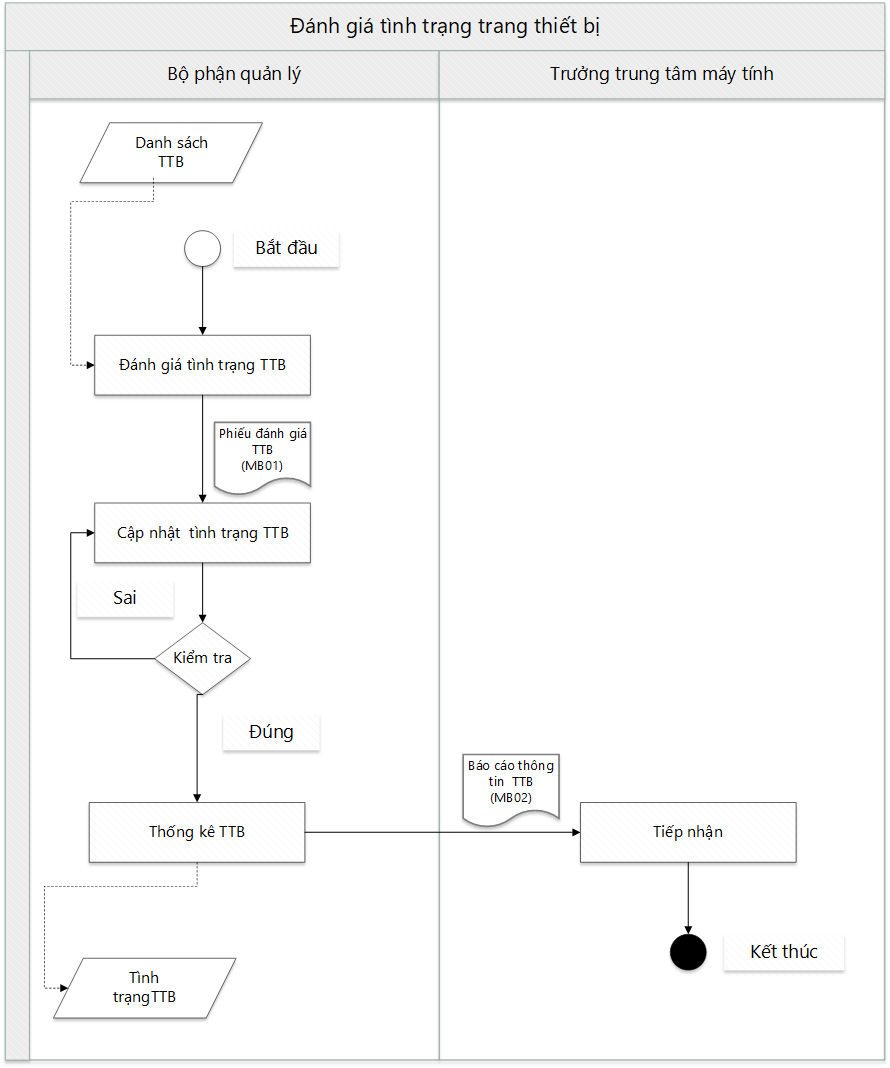 Đánh giá tình trạng trang thiết bị
Bộ phận quản lý
Trưởng trung tâm máy tính
Danh sách
TTB
Bắt đầu
Đánh giá tình trạng TTB
Phiếu đánh giá
TTB
(MB01)
Cập nhật tình trạng TTB
Sai
Kiểm tra
Đúng
Báo cáo thông
tin TTB
(MB02)
Thống kê TTB
Tiếp nhận
Kết thúc
Tình
trạngTTB